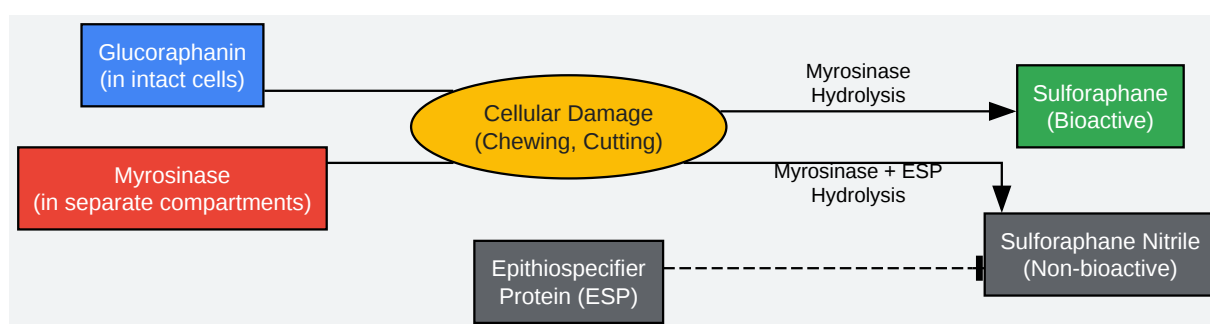 Glucoraphanin
(in intact cells)
Myrosinase
(in separate compartments)
Cellular Damage
(Chewing, Cutting)
Myrosinase
Hydrolysis
Sulforaphane
(Bioactive)
Myrosinase + ESP
Hydrolysis
Epithiospecifier
Protein (ESP)
Sulforaphane Nitrile
(Non-bioactive)